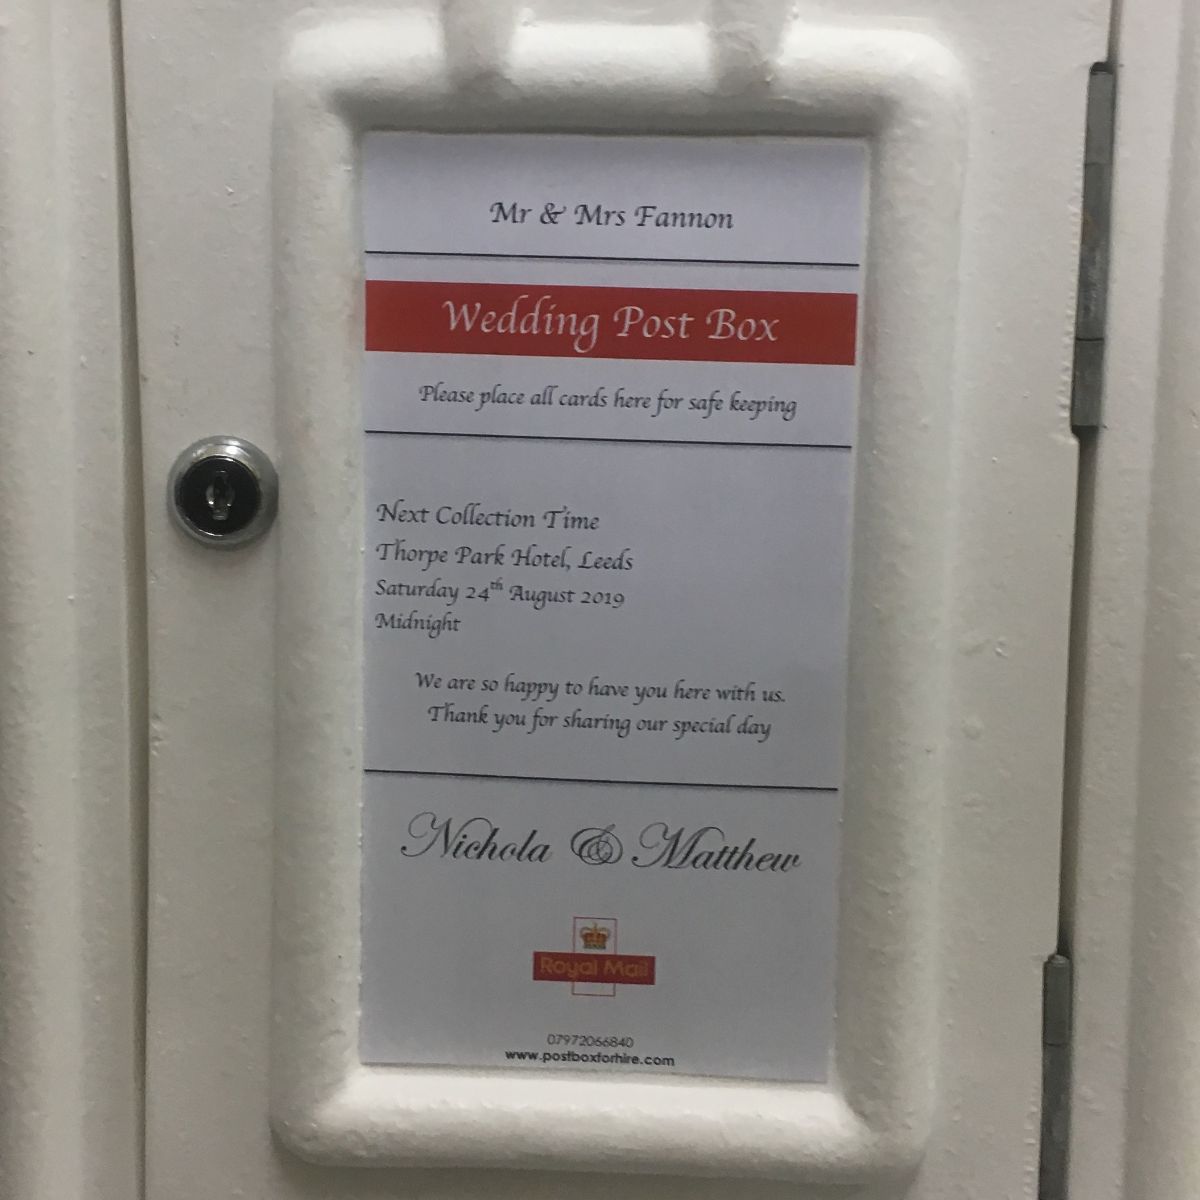 Mr & Mrs Fannon
Wedding Post Box
Please place all cards here for safe keeping
Next Collection Time
Thorpe Park Hotel, Leeds
Saturday 24th August 2019
Midnight
We are so happy to have you here with us.
Thank you for sharing our special day
Nichola & Matthew
Royal Mail
07972066840
www.postboxforhire.com